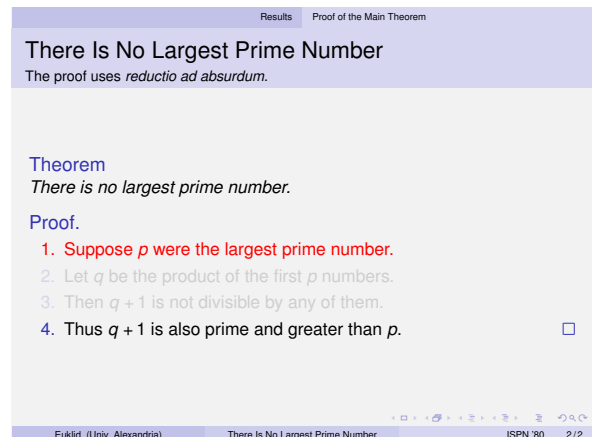 Results Proof of the Main Theorem
There Is No Largest Prime Number
The proof uses reductio ad absurdum.
Theorem
There is no largest prime number.
Proof.
1. Suppose p were the largest prime number.
2. Let q be the product of the first p numbers.
3. Then q + 1 is not divisible by any of them.
4. Thus q + 1 is also prime and greater than p. □
Euklid (Univ. Alexandria) There Is No Largest Prime Number ISPN ’80 2 / 2